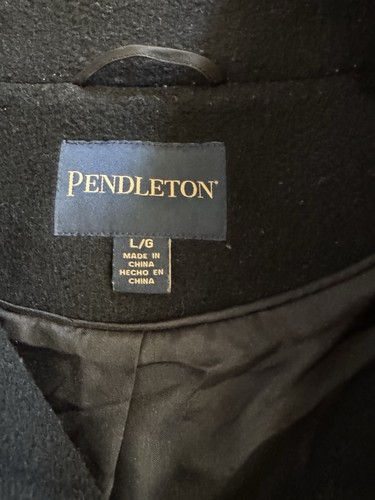 PENDLETON®
L/G
MADE IN
CHINA
HECHO EN
CHINA